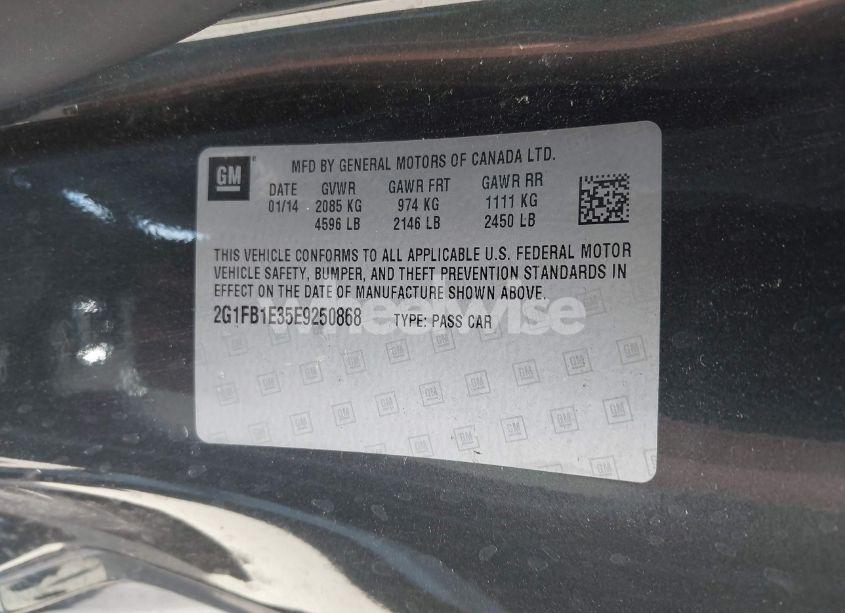 GM
MFD BY GENERAL MOTORS OF CANADA LTD.
DATE GVWR GAWR FRT GAWR RR
01/14 2085 KG 974 KG 1111 KG
4596 LB 2146 LB 2450 LB
THIS VEHICLE CONFORMS TO ALL APPLICABLE U.S. FEDERAL MOTOR
VEHICLE SAFETY, BUMPER, AND THEFT PREVENTION STANDARDS IN
EFFECT ON THE DATE OF MANUFACTURE SHOWN ABOVE.
2G1FB1E35E9250868 TYPE: PASS CAR
Wheelwise